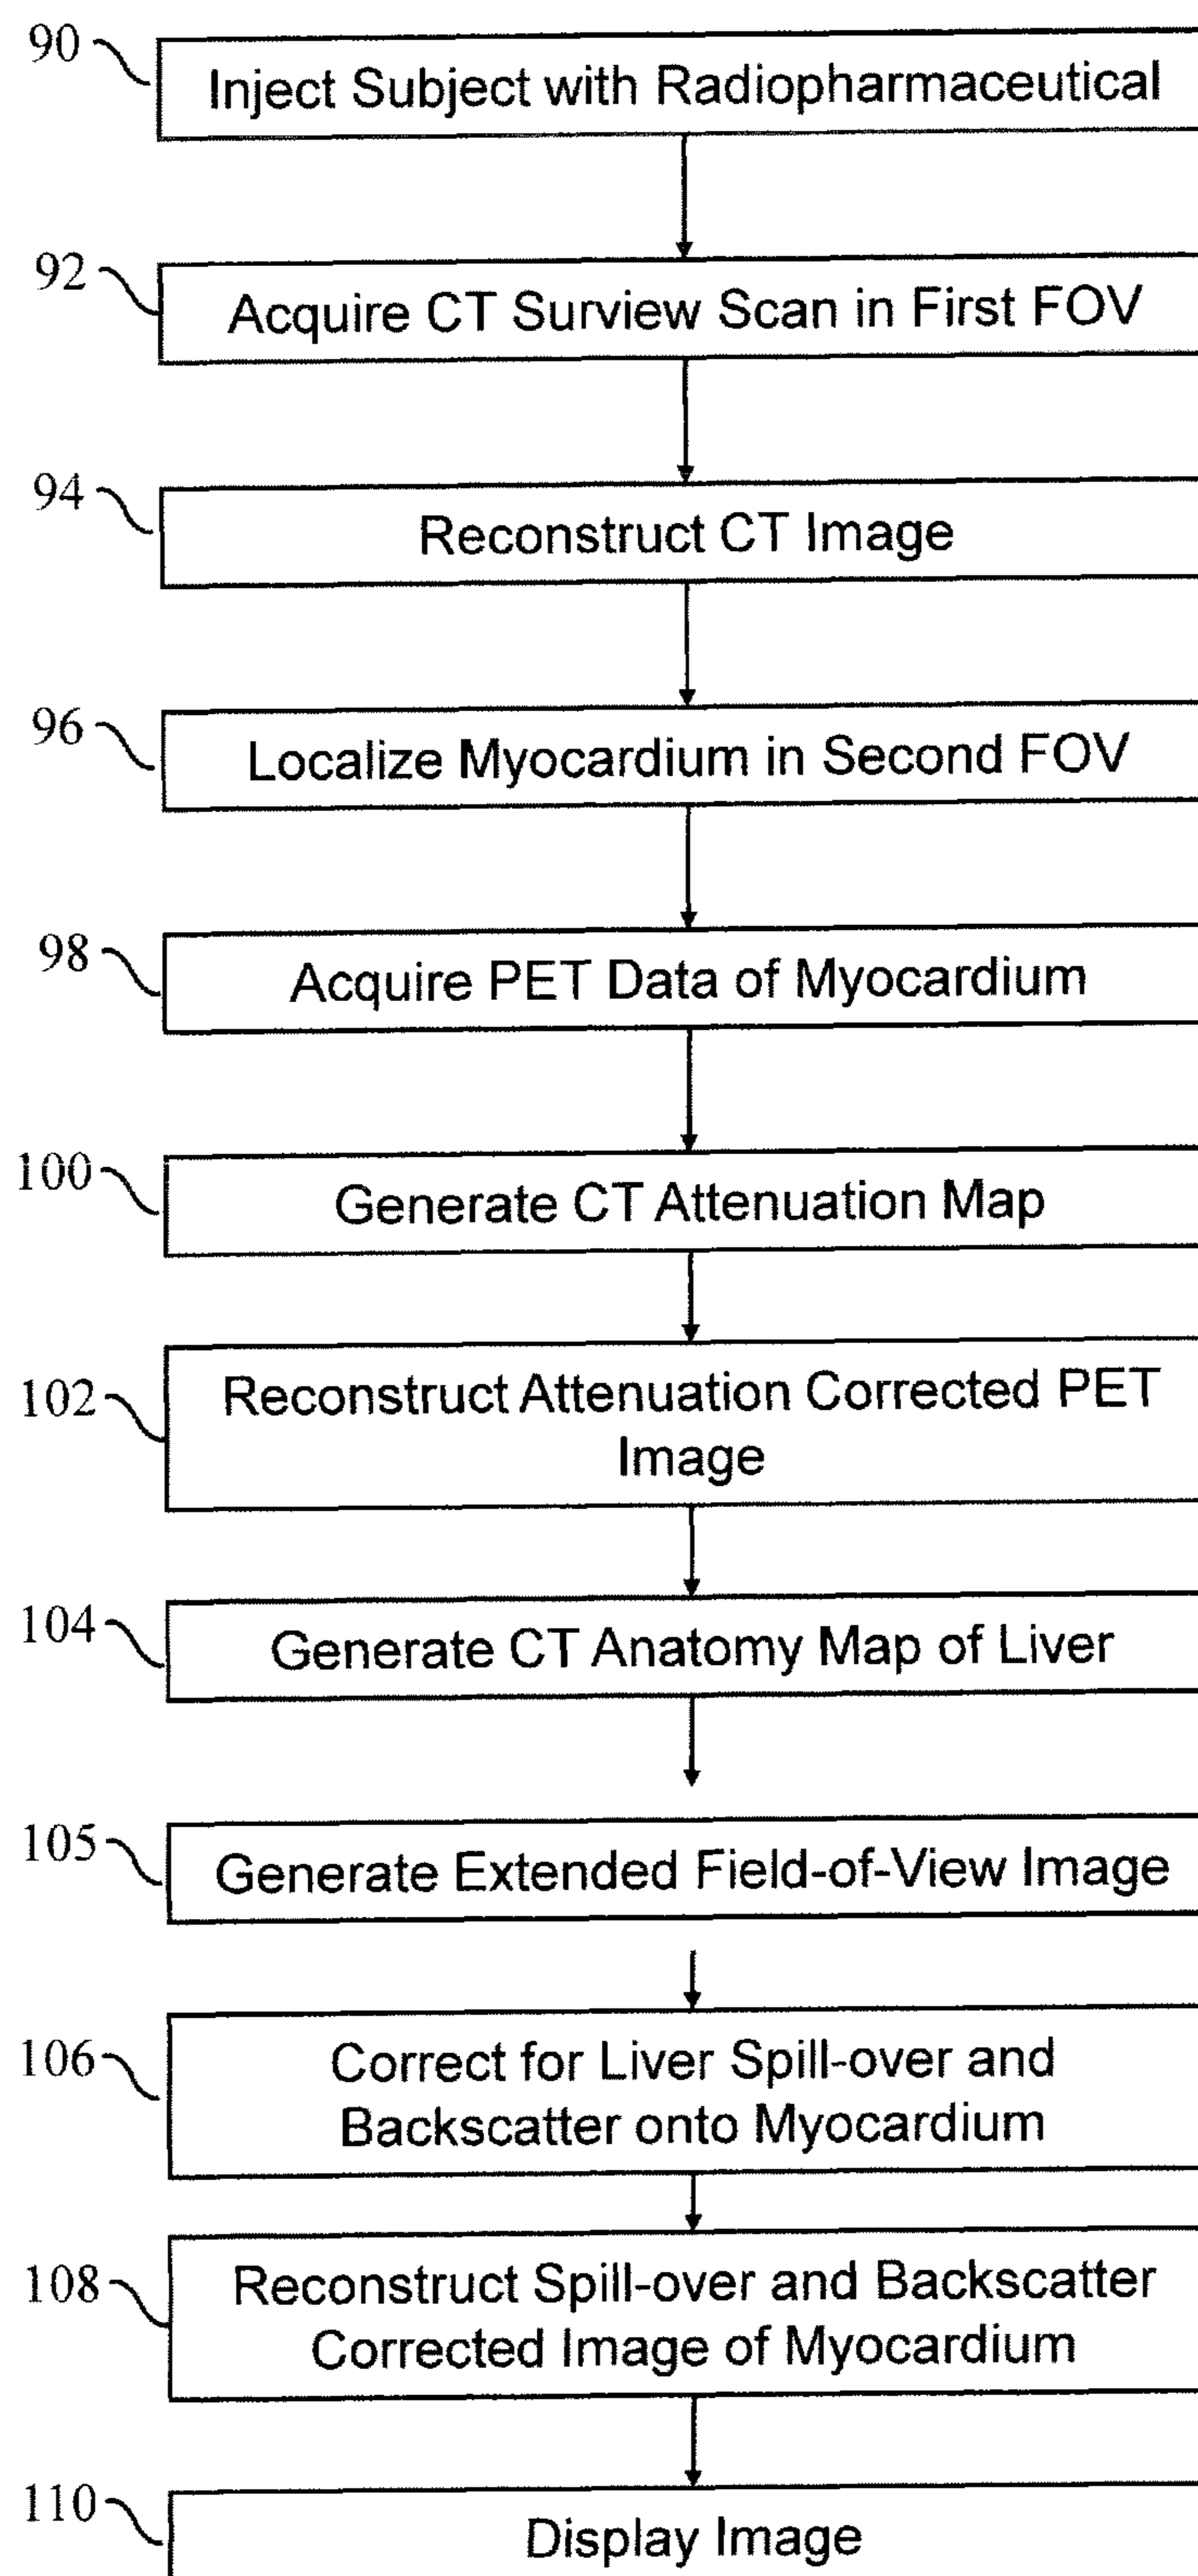 90
Inject Subject with Radiopharmaceutical
92
Acquire CT Surview Scan in First FOV
94
Reconstruct CT Image
96
Localize Myocardium in Second FOV
98
Acquire PET Data of Myocardium
100
Generate CT Attenuation Map
102
Reconstruct Attenuation Corrected PET
Image
104
Generate CT Anatomy Map of Liver
105
Generate Extended Field-of-View Image
106
Correct for Liver Spill-over and
Backscatter onto Myocardium
108
Reconstruct Spill-over and Backscatter
Corrected Image of Myocardium
110
Display Image